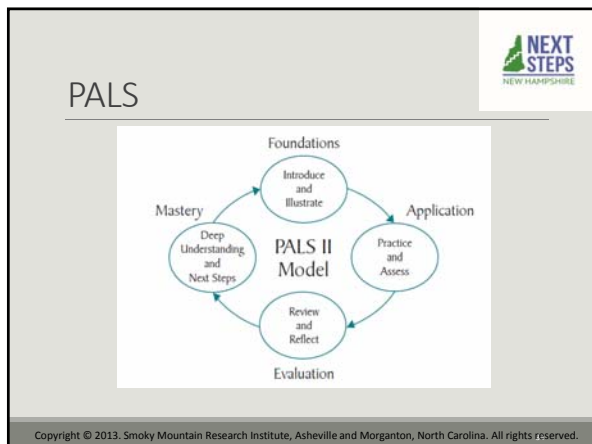 NEXT
STEPS
NEW HAMPSHIRE
PALS
Foundations
Introduce
and
Illustrate
Mastery
Application
Deep
Understanding
and
Next Steps
PALS II
Model
Practice
and
Assess
Review
and
Reflect
Evaluation
Copyright © 2013. Smoky Mountain Research Institute, Asheville and Morganton, North Carolina. All rights reserved.